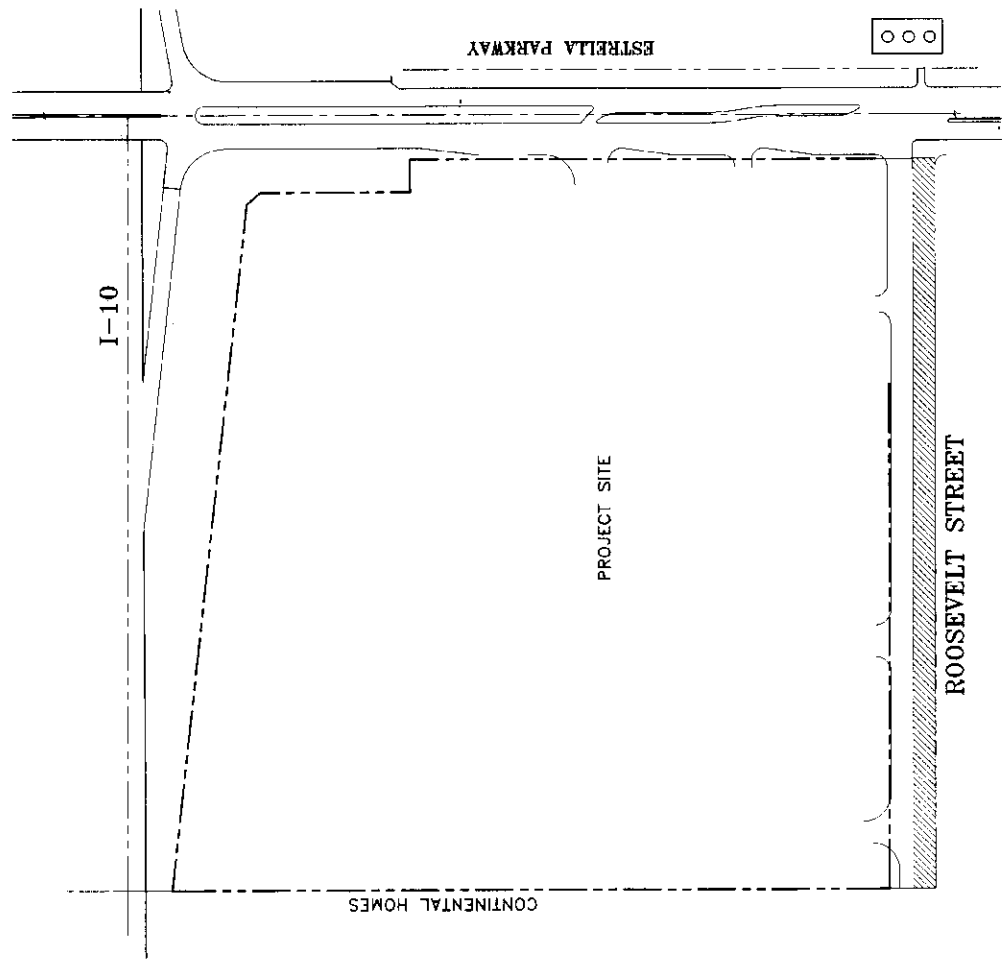 ESTRELLA PARKWAY
I-10
PROJECT SITE
ROOSEVELT STREET
CONTINENTAL HOMES